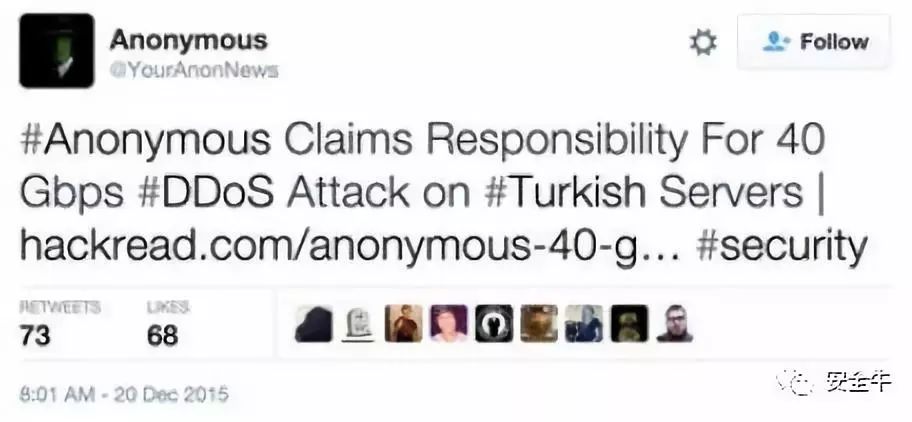 Anonymous
@YourAnonNews
Follow
#Anonymous Claims Responsibility For 40
Gbps #DDoS Attack on #Turkish Servers |
hackread.com/anonymous-40-g... #security
RETWEETS
73
LIKES
68
8:01 AM - 20 Dec 2015
安全牛